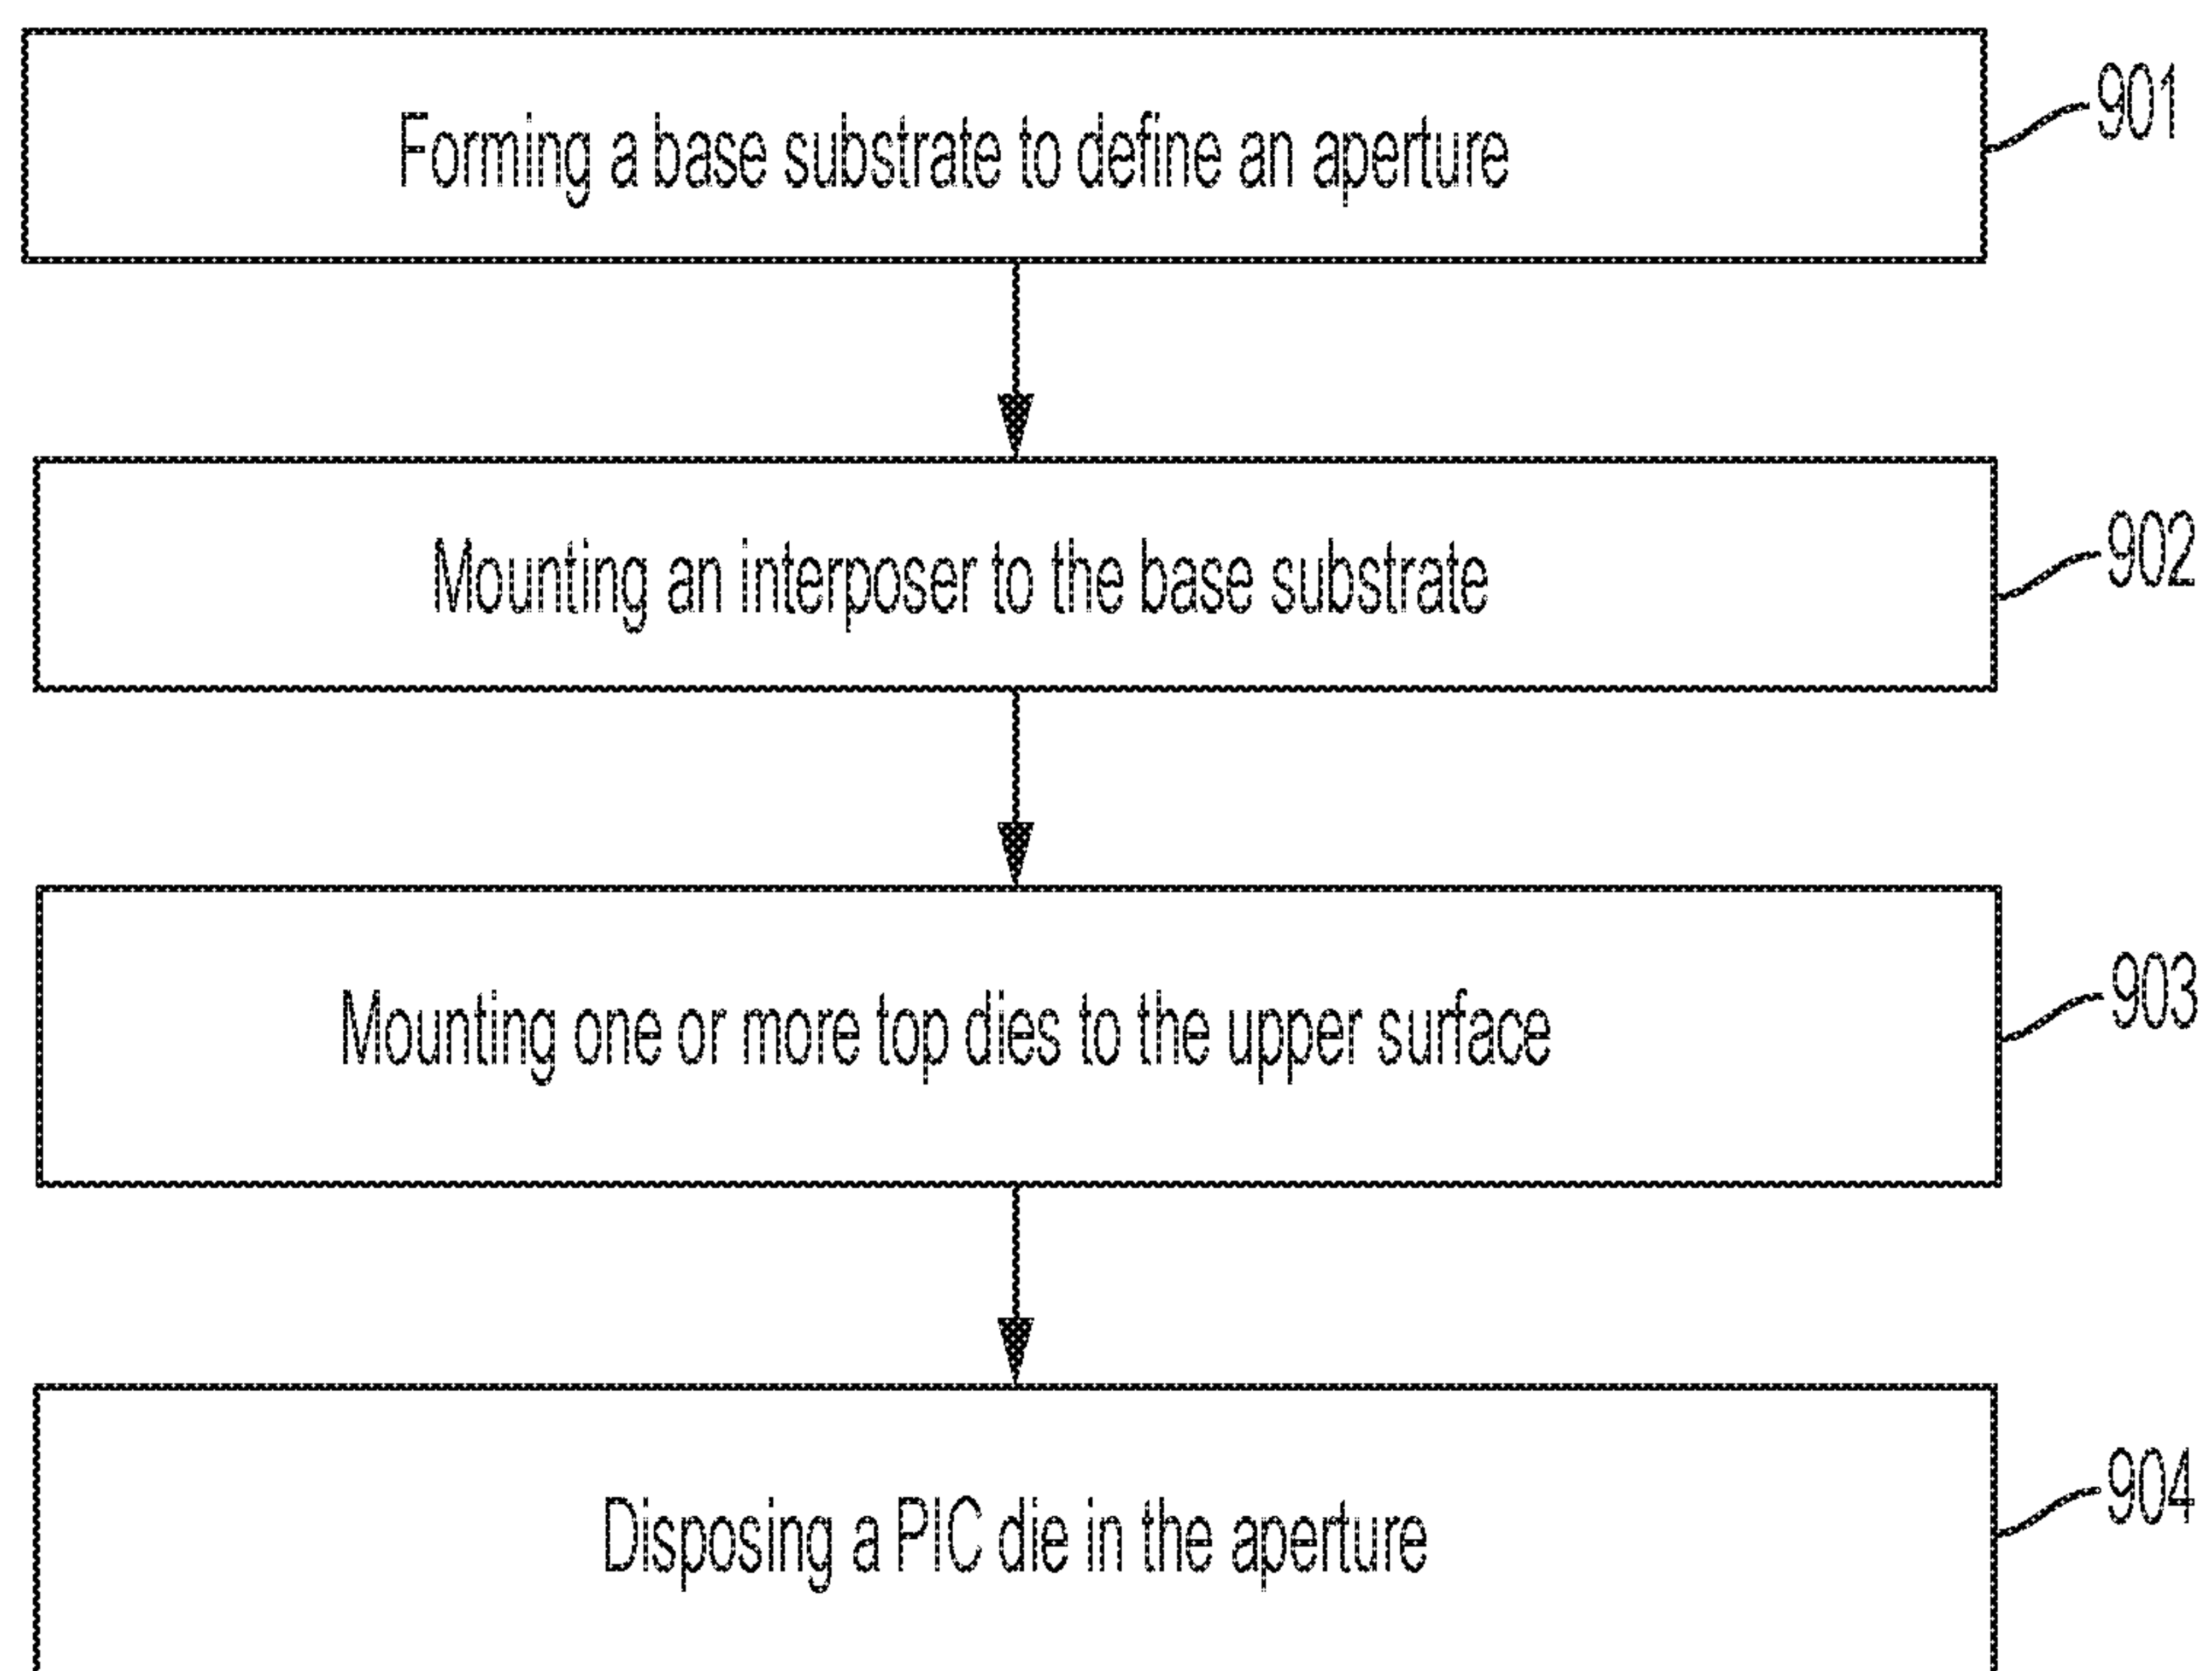 Forming a base substrate to define an aperture
901
Mounting an interposer to the base substrate
902
Mounting one or more top dies to the upper surface
903
Disposing a PIC die in the aperture
904